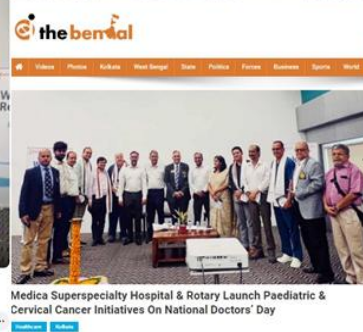 the bengal
Videos Photos Kolkata West Bengal State Politics Forces Business Sports World
Medica Superspecialty Hospital & Rotary Launch Paediatric &
Cervical Cancer Initiatives On National Doctors' Day
Healthcare Kolkata